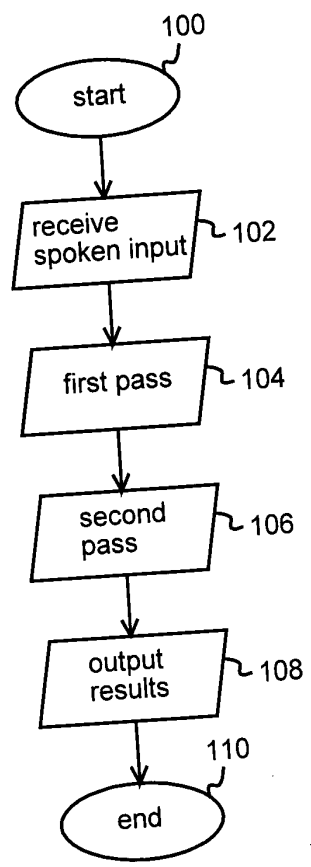 100
start
receive
spoken input
102
first pass
104
second
pass
106
output
results
108
110
end